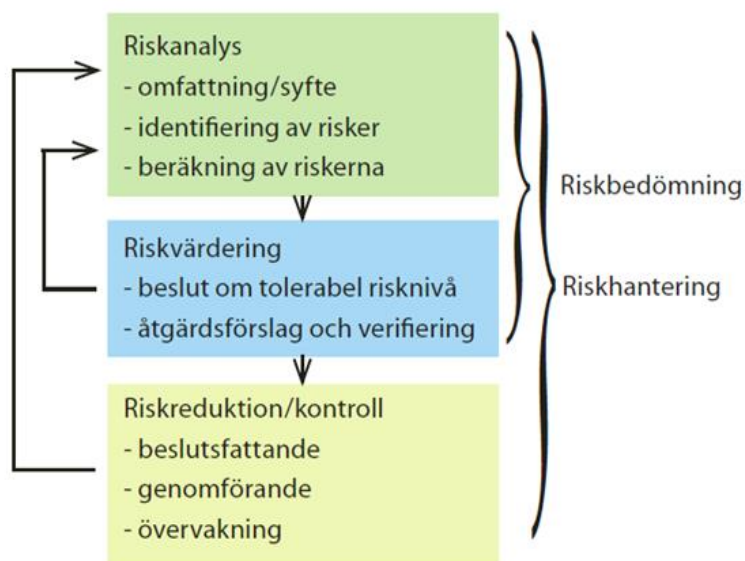 Riskanalys
- omfattning/syfte
- identifiering av risker
- beräkning av riskerna
Riskvärdering
- beslut om tolerabel risknivå
- åtgärdsförslag och verifiering
Riskreduktion/kontroll
- beslutsfattande
- genomförande
- övervakning
Riskbedömning
Riskhantering